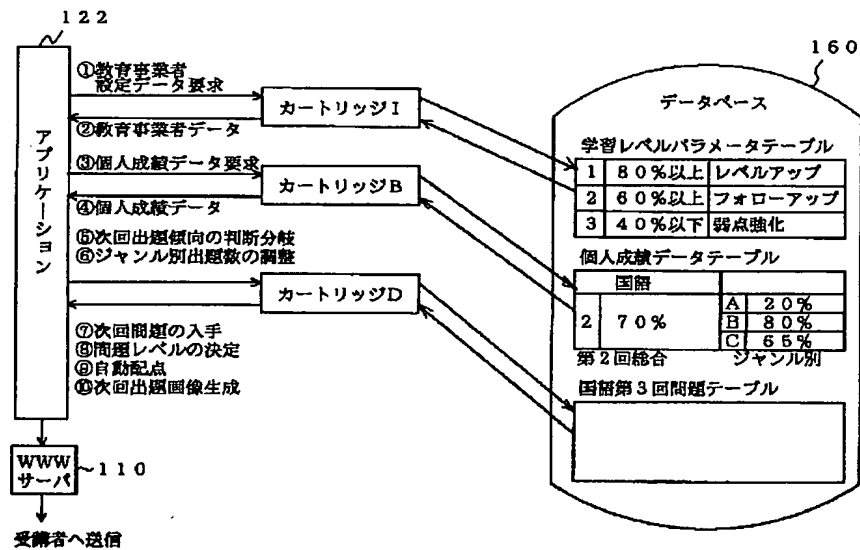 122
160
アプリケーション
①教育事業者
設定データ要求
②教育事業者データ
③個人成績データ要求
④個人成績データ
⑤次回出題傾向の判断分岐
⑥ジャンル別出題数の調整
⑦次回問題の入手
⑧問題レベルの決定
⑨自動配点
⑩次回出題画像生成
カートリッジI
カートリッジB
カートリッジD
データベース
学習レベルパラメータテーブル
1 80%以上 レベルアップ
2 60%以上 フォローアップ
3 40%以下 弱点強化
個人成績データテーブル
国語
2 70%
A 20%
B 80%
C 65%
第2回総合 ジャンル別
国語第3回問題テーブル
WWW
サーバ
110
受講者へ送信